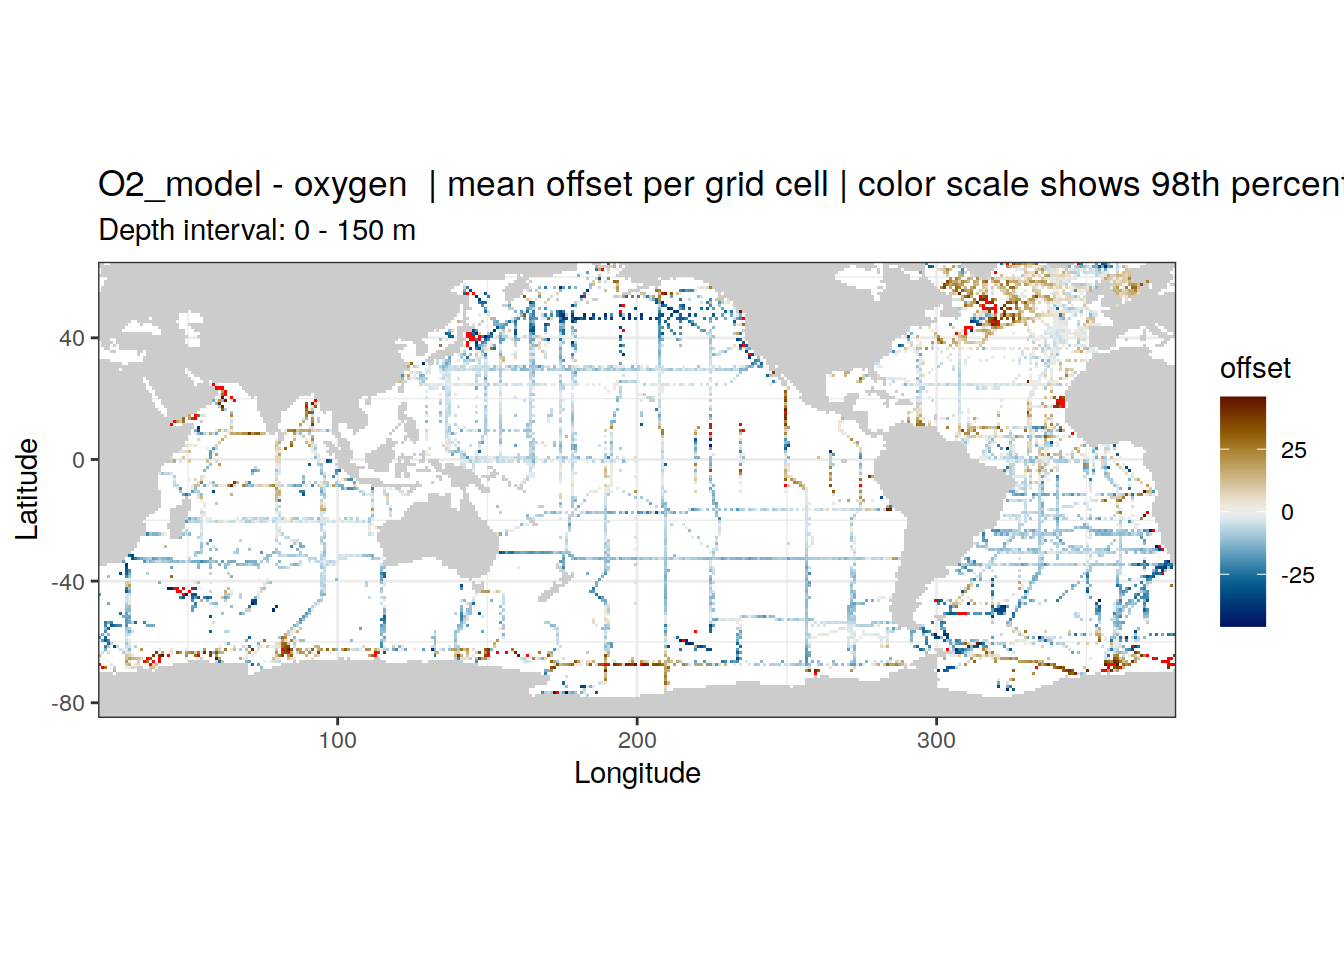 O2_model - oxygen  | mean offset per grid cell | color scale shows 98th percent
Depth interval: 0 - 150 m
offset
25
0
-25
40
0
-40
-80
Latitude
100 200 300
Longitude